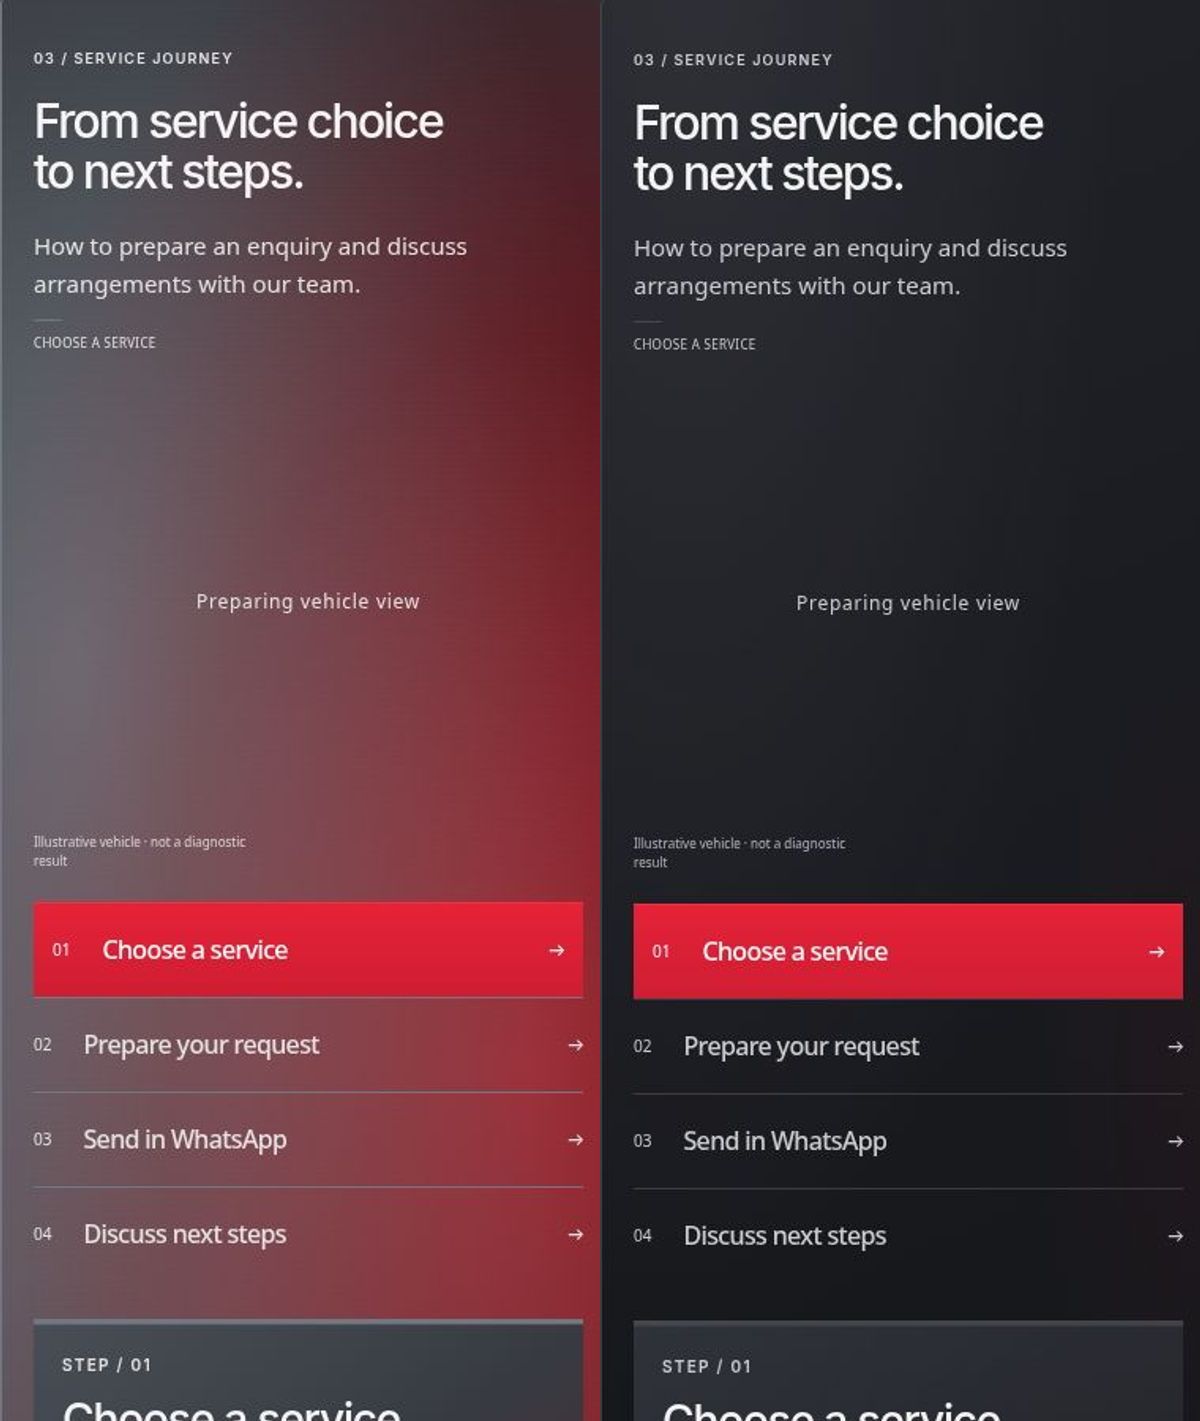 03 / SERVICE JOURNEY
From service choice
to next steps.
How to prepare an enquiry and discuss
arrangements with our team.
CHOOSE A SERVICE
Preparing vehicle view
Illustrative vehicle · not a diagnostic
result
01 Choose a service →
02 Prepare your request →
03 Send in WhatsApp →
04 Discuss next steps →
STEP / 01
Choose a service
03 / SERVICE JOURNEY
From service choice
to next steps.
How to prepare an enquiry and discuss
arrangements with our team.
CHOOSE A SERVICE
Preparing vehicle view
Illustrative vehicle · not a diagnostic
result
01 Choose a service →
02 Prepare your request →
03 Send in WhatsApp →
04 Discuss next steps →
STEP / 01
Choose a service